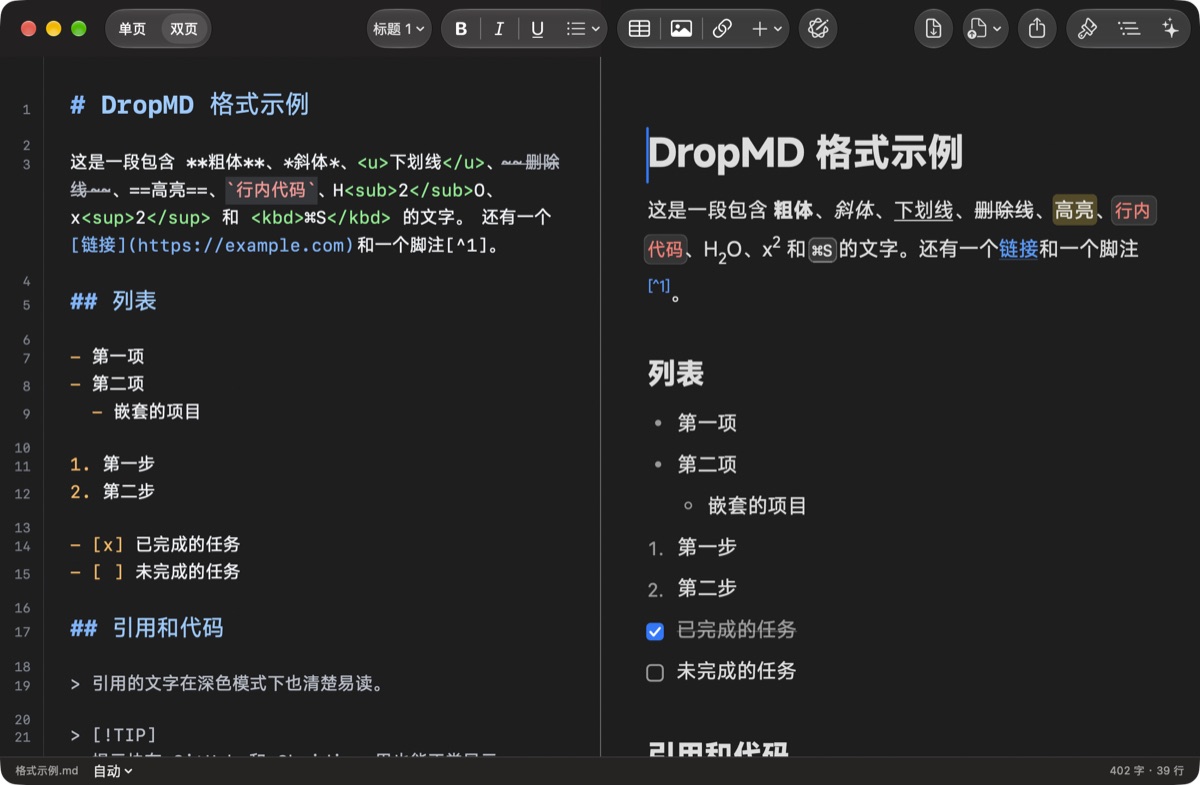 单页 双页 标题 1 B I U
1 # DropMD 格式示例
2
3 这是一段包含 **粗体**、*斜体*、<u>下划线</u>、~~删除
线~~、==高亮==、`行内代码`、H<sub>2</sub>O、
x<sup>2</sup> 和 <kbd>⌘S</kbd> 的文字。 还有一个
[链接](https://example.com)和一个脚注[^1]。
4
5 ## 列表
6
7 - 第一项
8 - 第二项
9 - 嵌套的项目
10
11 1. 第一步
12 2. 第二步
13
14 - [x] 已完成的任务
15 - [ ] 未完成的任务
16
17 ## 引用和代码
18
19 > 引用的文字在深色模式下也清楚易读。
20
21 > [!TIP]
DropMD 格式示例
这是一段包含 粗体、斜体、下划线、删除线、高亮、行内
代码、H₂O、x² 和 ⌘S 的文字。还有一个链接和一个脚注
[^1]。
列表
• 第一项
• 第二项
◦ 嵌套的项目
1. 第一步
2. 第二步
已完成的任务
未完成的任务
引用和代码
格式示例.md 自动 402 字 · 39 行